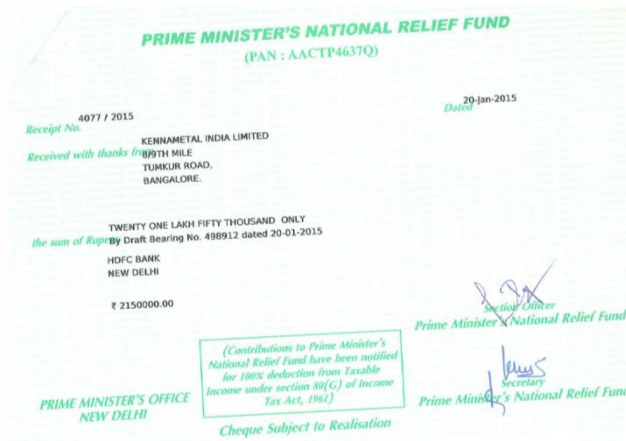 PRIME MINISTER'S NATIONAL RELIEF FUND
(PAN : AACTP4637Q)
Receipt No. 4077 / 2015
Dated 20-Jan-2015
Received with thanks from KENNAMETAL INDIA LIMITED
8/9TH MILE
TUMKUR ROAD,
BANGALORE.
TWENTY ONE LAKH FIFTY THOUSAND ONLY
the sum of Rupees By Draft Bearing No. 498912 dated 20-01-2015
HDFC BANK
NEW DELHI
₹ 2150000.00
Section Officer
Prime Minister's National Relief Fund
(Contributions to Prime Minister's
National Relief Fund have been notified
for 100% deduction from Taxable
Income under section 80(G) of Income
Tax Act, 1961)
Secretary
Prime Minister's National Relief Fund
PRIME MINISTER'S OFFICE
NEW DELHI
Cheque Subject to Realisation